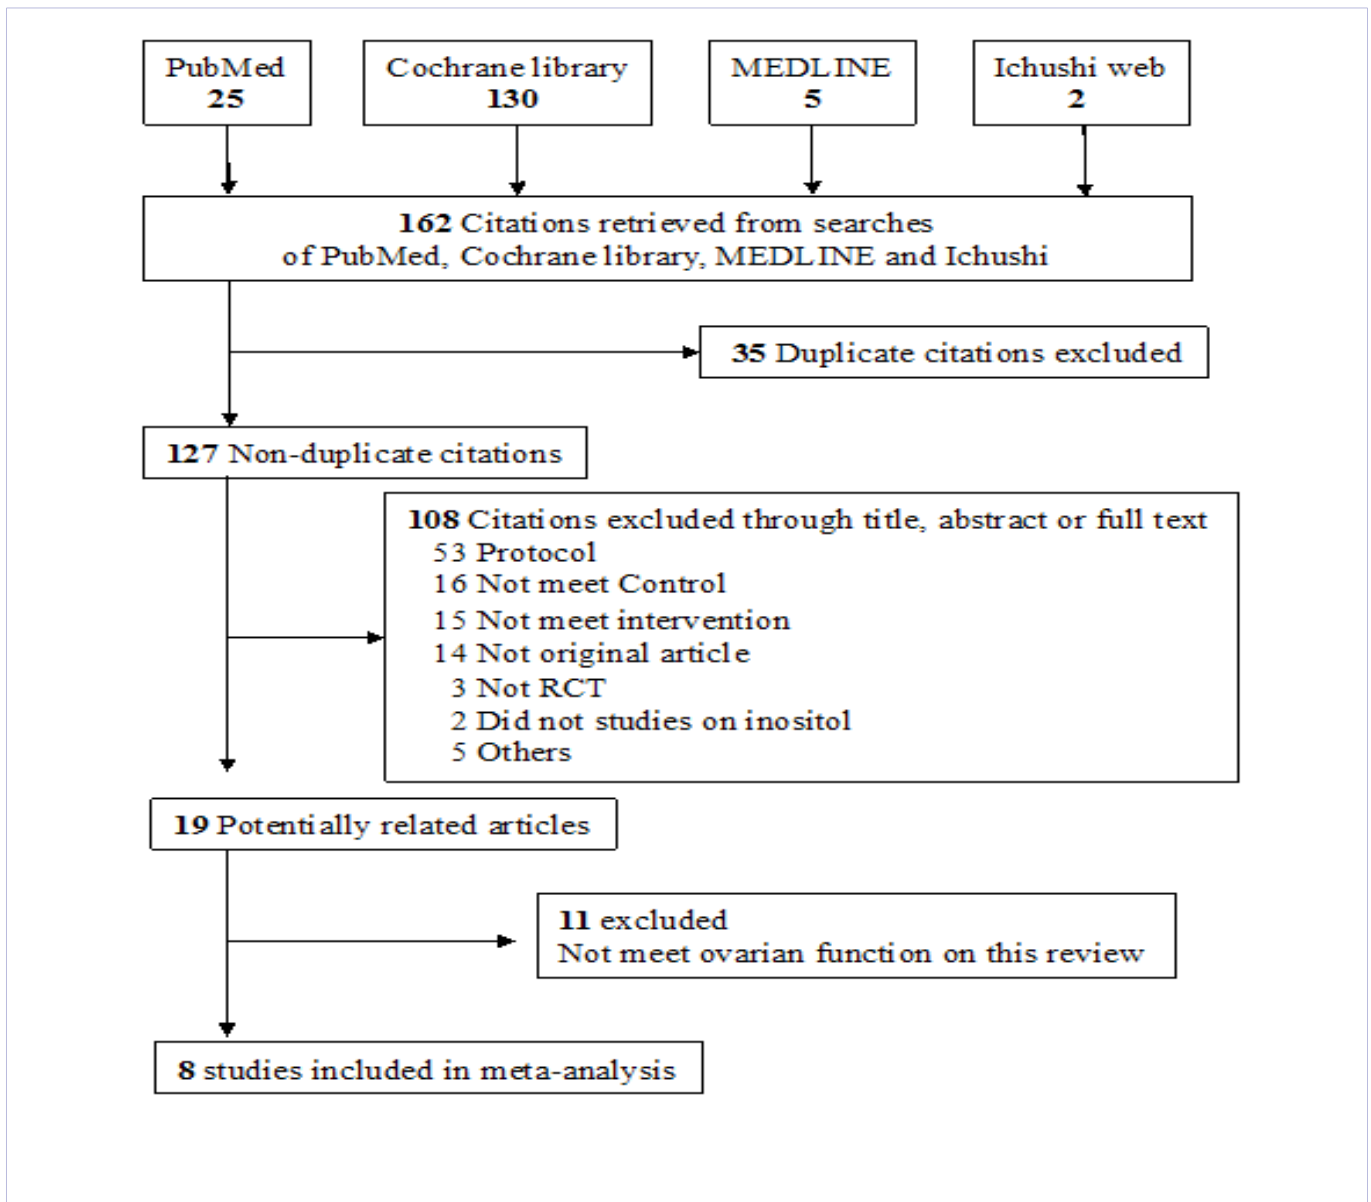 PubMed
25
Cochrane library
130
MEDLINE
5
Ichushi web
2
162 Citations retrieved from searches
of PubMed, Cochrane library, MEDLINE and Ichushi
35 Duplicate citations excluded
127 Non-duplicate citations
108 Citations excluded through title, abstract or full text
53 Protocol
16 Not meet Control
15 Not meet intervention
14 Not original article
3 Not RCT
2 Did not studies on inositol
5 Others
19 Potentially related articles
11 excluded
Not meet ovarian function on this review
8 studies included in meta-analysis